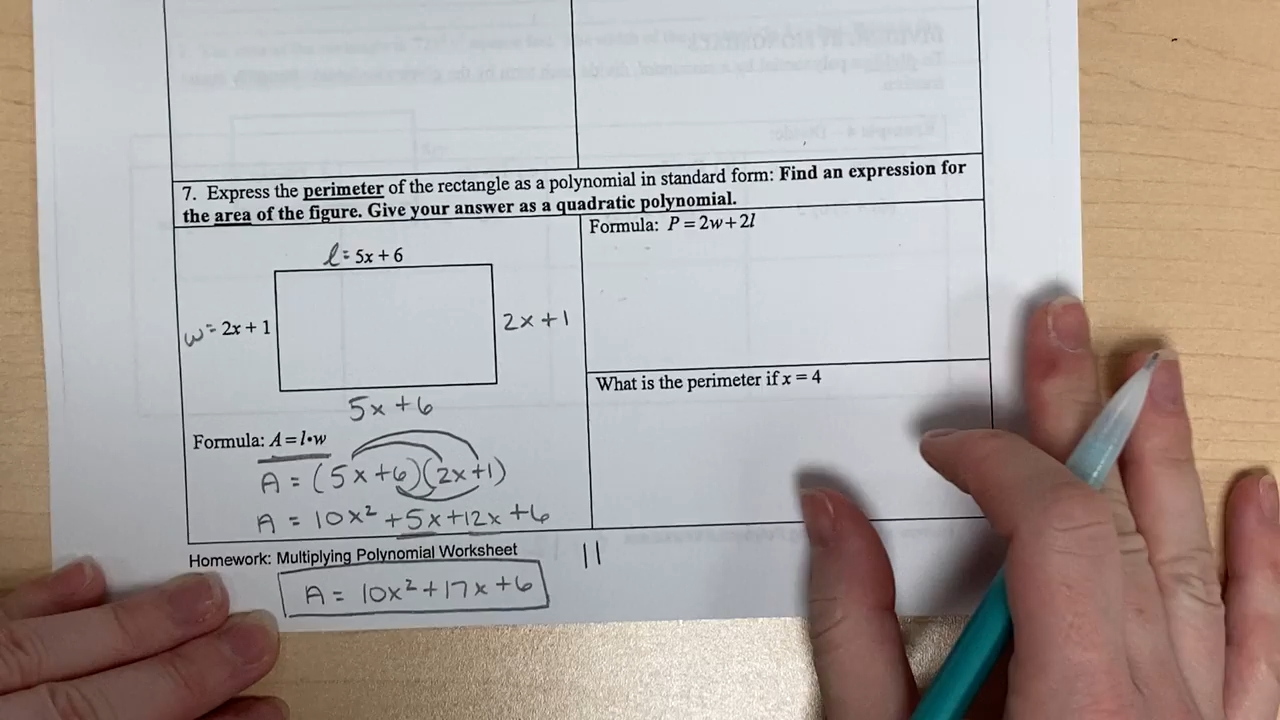 7. Express the perimeter of the rectangle as a polynomial in standard form: Find an expression for
the area of the figure. Give your answer as a quadratic polynomial.
l = 5x + 6
w = 2x + 1
2x + 1
5x + 6
Formula: A = l•w
A = (5x + 6)(2x + 1)
A = 10x² + 5x + 12x + 6
Formula: P = 2w + 2l
What is the perimeter if x = 4
Homework: Multiplying Polynomial Worksheet
11
A = 10x² + 17x + 6